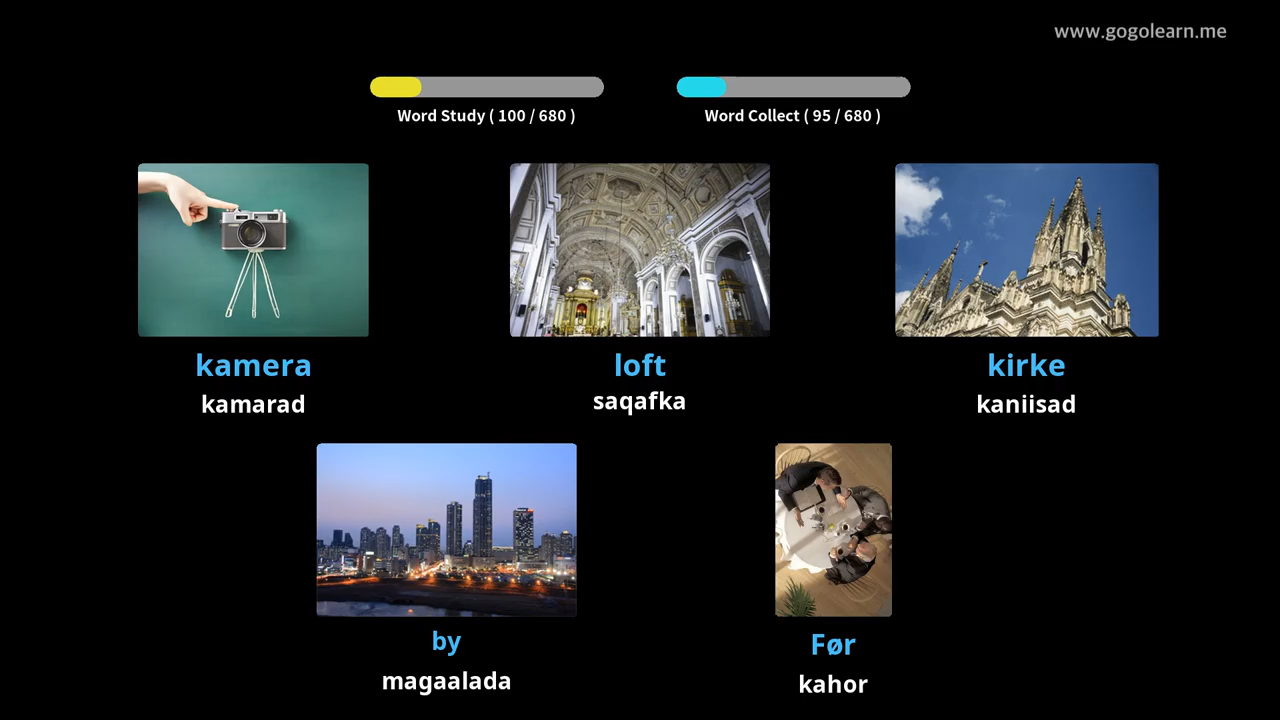 www.gogolearn.me
Word Study ( 100 / 680 )
Word Collect ( 95 / 680 )
kamera
kamarad
loft
saqafka
kirke
kaniisad
by
magaalada
Før
kahor